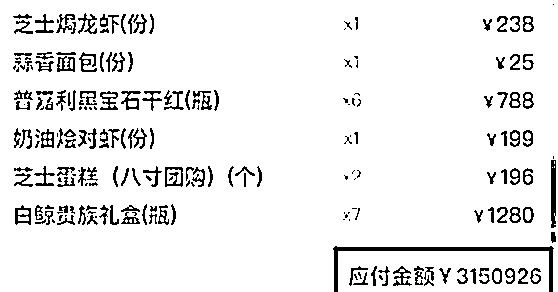 芝士焗龙虾(份) x1 ¥238
蒜香面包(份) x1 ¥25
普荔利黑宝石干红(瓶) x6 ¥788
奶油烩对虾(份) x1 ¥199
芝士蛋糕（八寸团购）(个) x2 ¥196
白鲸贵族礼盒(瓶) x7 ¥1280
应付金额¥3150926